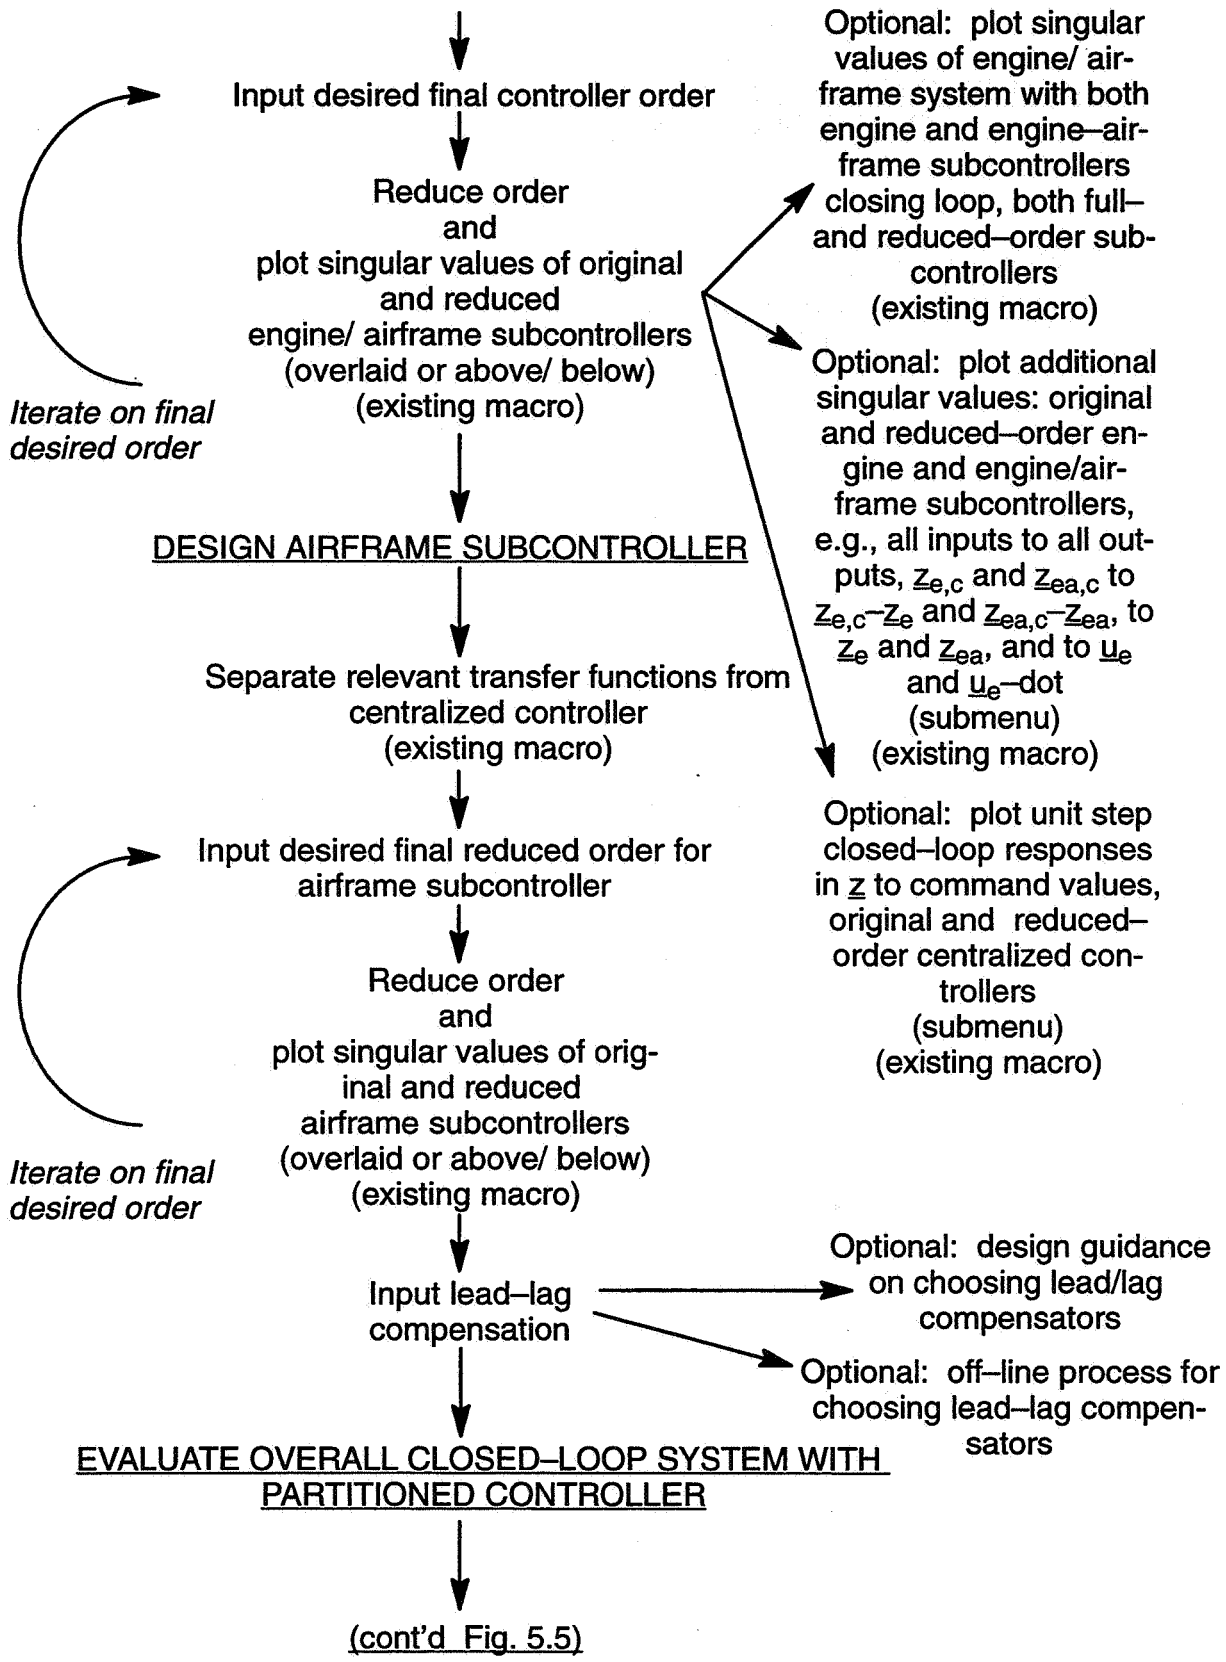 Input desired final controller order
Reduce order
and
plot singular values of original
and reduced
engine/ airframe subcontrollers
(overlaid or above/ below)
(existing macro)
Iterate on final
desired order
Optional: plot singular
values of engine/ air-
frame system with both
engine and engine–air-
frame subcontrollers
closing loop, both full–
and reduced–order sub-
controllers
(existing macro)
Optional: plot additional
singular values: original
and reduced–order en-
gine and engine/air-
frame subcontrollers,
e.g., all inputs to all out-
puts, z_e,c and z_ea,c to
z_e,c–z_e and z_ea,c–z_ea, to
z_e and z_ea, and to u_e
and u_e–dot
(submenu)
(existing macro)
Optional: plot unit step
closed–loop responses
in z to command values,
original and reduced–
order centralized con-
trollers
(submenu)
(existing macro)
DESIGN AIRFRAME SUBCONTROLLER
Separate relevant transfer functions from
centralized controller
(existing macro)
Input desired final reduced order for
airframe subcontroller
Reduce order
and
plot singular values of orig-
inal and reduced
airframe subcontrollers
(overlaid or above/ below)
(existing macro)
Iterate on final
desired order
Input lead–lag
compensation
Optional: design guidance
on choosing lead/lag
compensators
Optional: off–line process for
choosing lead–lag compen-
sators
EVALUATE OVERALL CLOSED–LOOP SYSTEM WITH
PARTITIONED CONTROLLER
(cont'd Fig. 5.5)